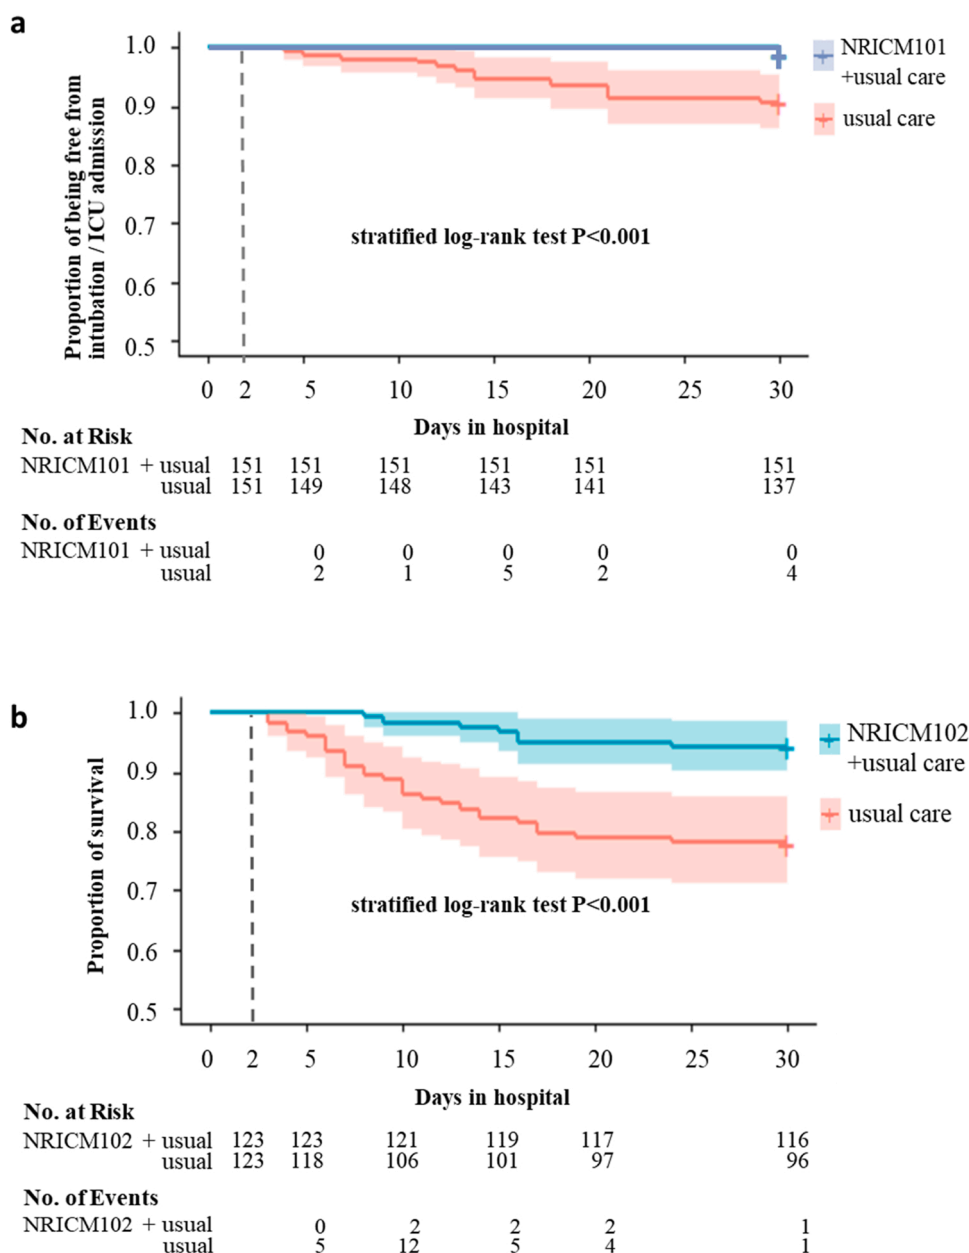 a
1.0
0.9
0.8
0.7
0.6
0.5
Proportion of being free from
intubation / ICU admission
stratified log-rank test P<0.001
NRICM101
+usual care
usual care
0 2 5 10 15 20 25 30
Days in hospital
No. at Risk
NRICM101 + usual 151 151 151 151 151 151
usual 151 149 148 143 141 137
No. of Events
NRICM101 + usual 0 0 0 0 0
usual 2 1 5 2 4
b
1.0
0.9
0.8
0.7
0.6
0.5
Proportion of survival
stratified log-rank test P<0.001
NRICM102
+usual care
usual care
0 2 5 10 15 20 25 30
Days in hospital
No. at Risk
NRICM102 + usual 123 123 121 119 117 116
usual 123 118 106 101 97 96
No. of Events
NRICM102 + usual 0 2 2 2 1
usual 5 12 5 4 1